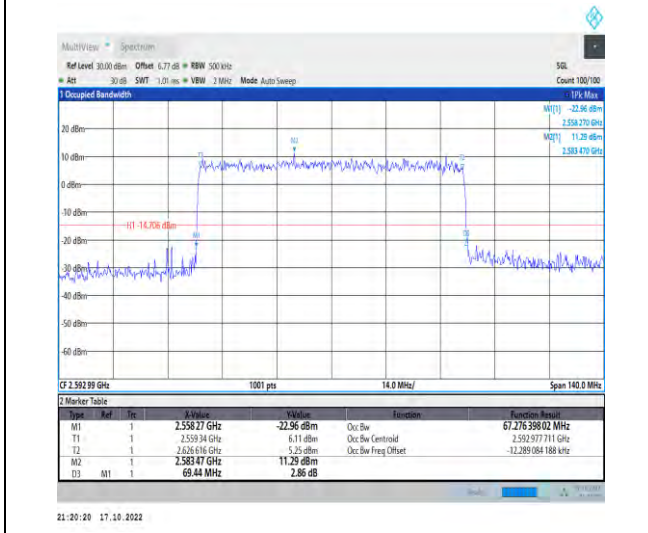 MultiView Spectrum
Ref Level 30.00 dBm Offset 6.77 dB RBW 500 kHz SGL
Att 30 dB SWT 1.01 ms VBW 2 MHz Mode Auto Sweep Count 100/100
1 Occupied Bandwidth 1Pk Max
M1[1] -22.96 dBm
2.558 270 GHz
M2[1] 11.29 dBm
2.583 470 GHz
20 dBm
M2
10 dBm
0 dBm
-10 dBm
H1 -14.706 dBm
M1
-20 dBm
-30 dBm
-40 dBm
-50 dBm
-60 dBm
CF 2.592 99 GHz 1001 pts 14.0 MHz/ Span 140.0 MHz
2 Marker Table
Type Ref Trc X-Value Y-Value Function Function Result
M1 1 2.558 27 GHz -22.96 dBm Occ Bw 67.276 398 02 MHz
T1 1 2.559 34 GHz 6.11 dBm Occ Bw Centroid 2.592 977 711 GHz
T2 1 2.626 616 GHz 5.25 dBm Occ Bw Freq Offset -12.289 084 188 kHz
M2 1 2.583 47 GHz 11.29 dBm
D3 M1 1 69.44 MHz 2.86 dB
21:20:20 17.10.2022